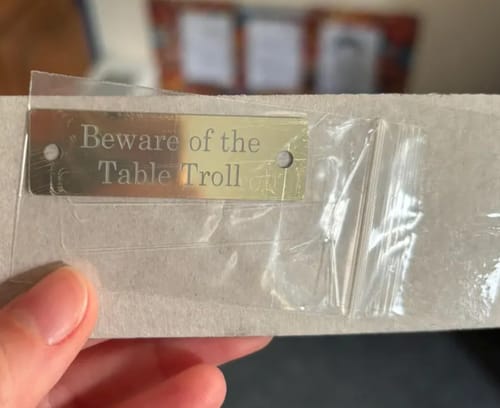 Beware of the
Table Troll